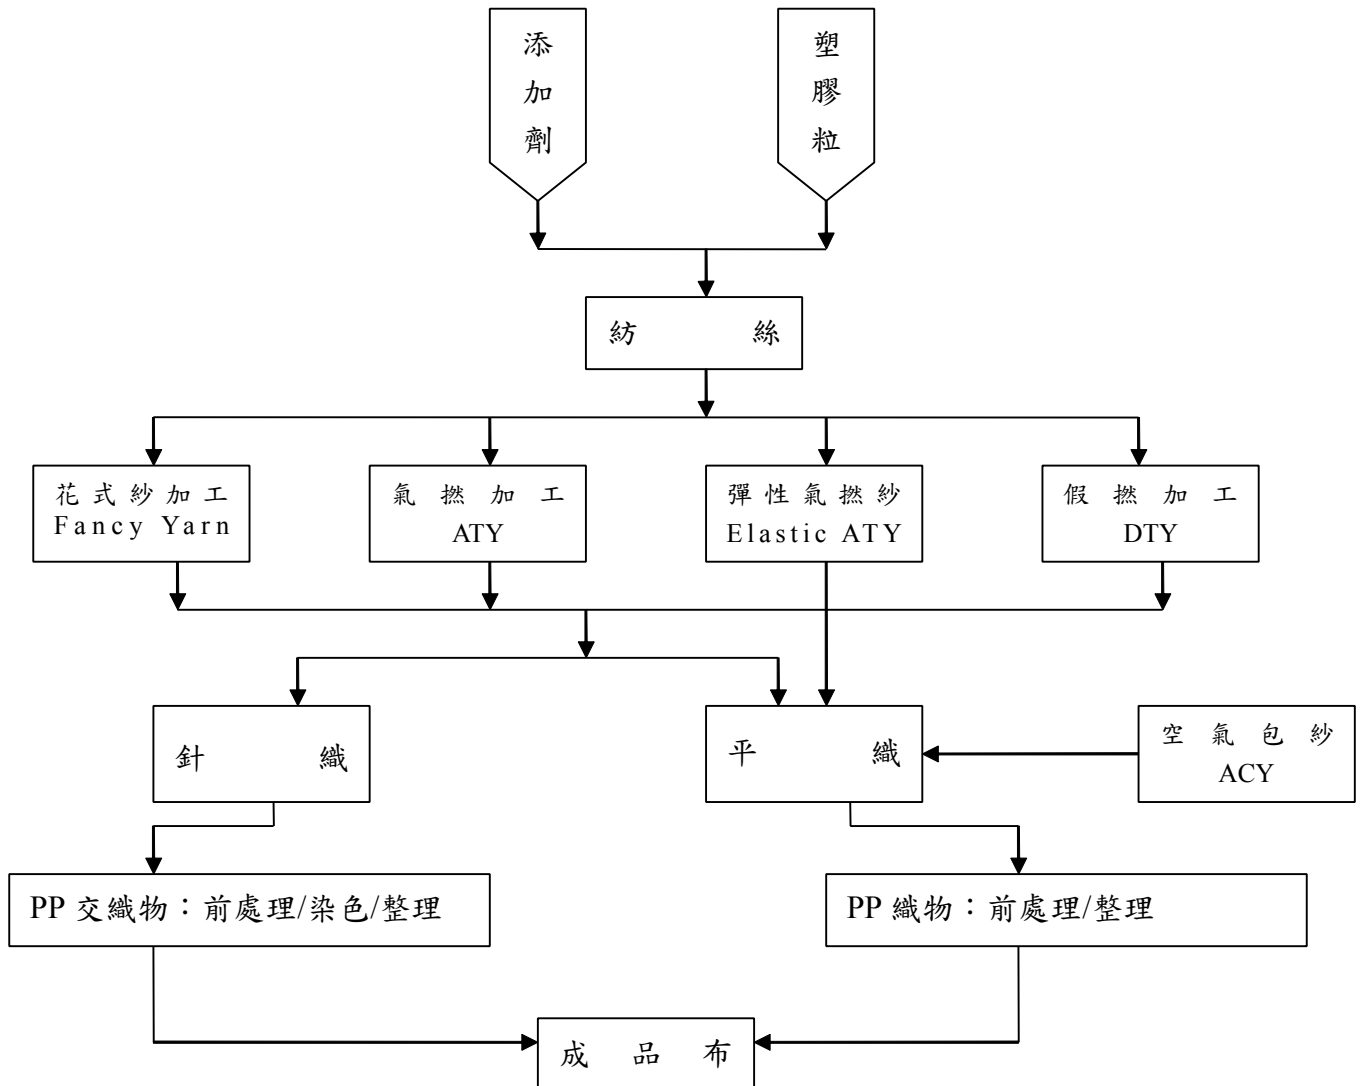 添加劑
塑膠粒
紡絲
花式紗加工
Fancy Yarn
氣撚加工
ATY
彈性氣撚紗
Elastic ATY
假撚加工
DTY
針織
平織
空氣包紗
ACY
PP 交織物：前處理/染色/整理
PP 織物：前處理/整理
成品布